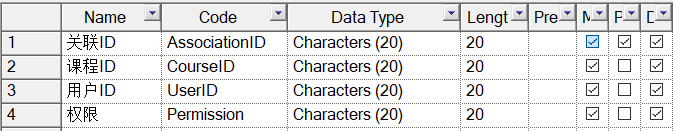 Name Code Data Type Lengt Pre M P D
1 关联ID AssociationID Characters (20) 20
2 课程ID CourseID Characters (20) 20
3 用户ID UserID Characters (20) 20
4 权限 Permission Characters (20) 20